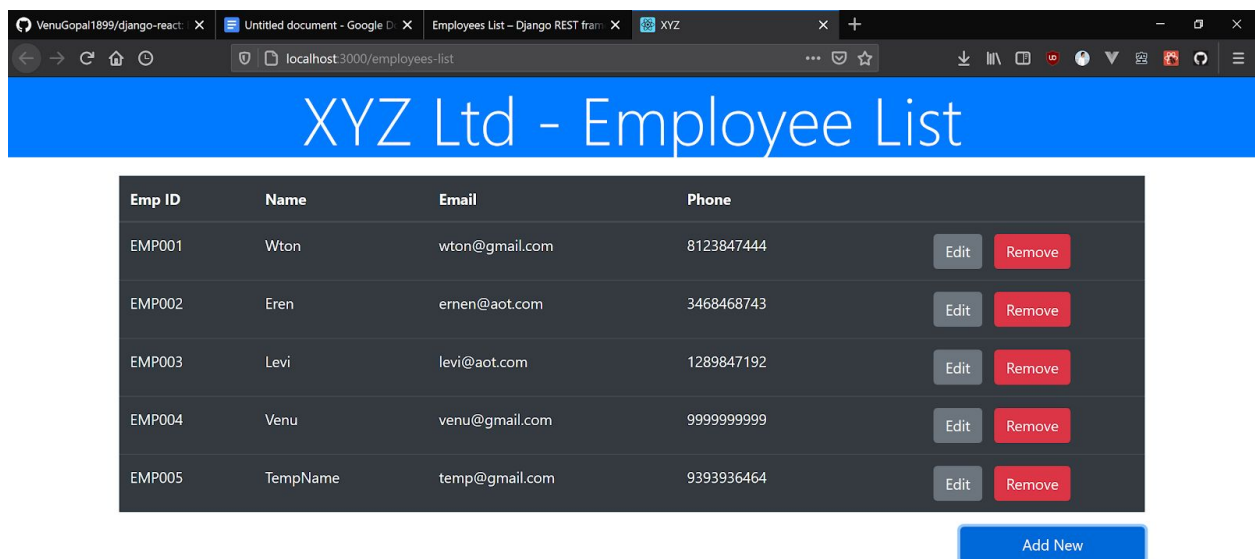 VenuGopal1899/django-react: Untitled document - Google Do Employees List – Django REST fram XYZ
localhost:3000/employees-list
XYZ Ltd - Employee List
Emp ID Name Email Phone
EMP001 Wton wton@gmail.com 8123847444 Edit Remove
EMP002 Eren ernen@aot.com 3468468743 Edit Remove
EMP003 Levi levi@aot.com 1289847192 Edit Remove
EMP004 Venu venu@gmail.com 9999999999 Edit Remove
EMP005 TempName temp@gmail.com 9393936464 Edit Remove
Add New